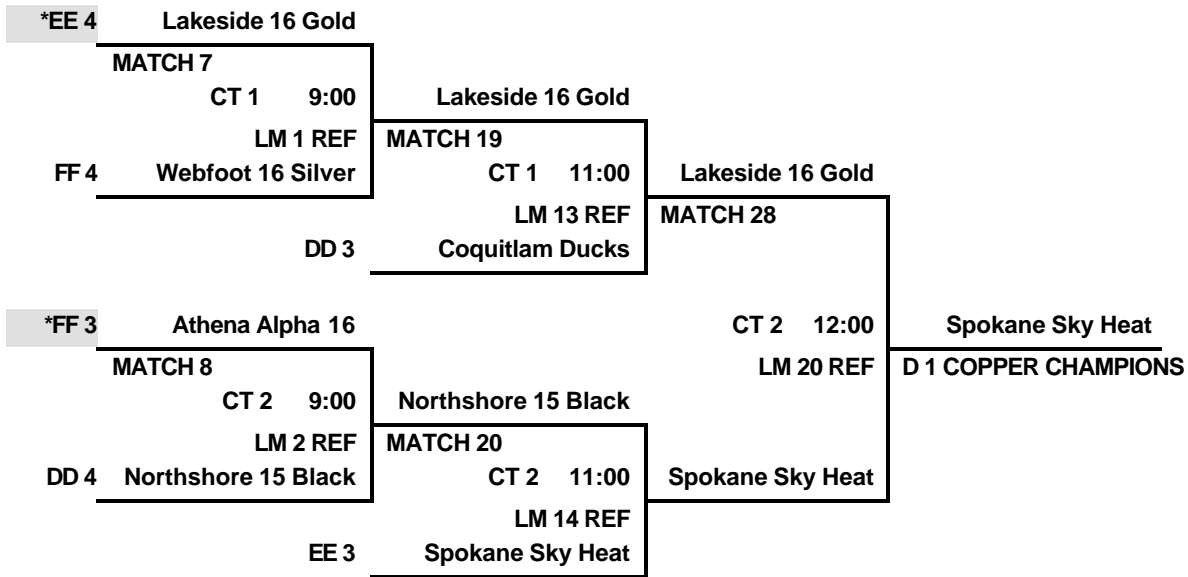 *EE 4 Lakeside 16 Gold
MATCH 7
CT 1 9:00 Lakeside 16 Gold
LM 1 REF MATCH 19
FF 4 Webfoot 16 Silver CT 1 11:00 Lakeside 16 Gold
LM 13 REF MATCH 28
DD 3 Coquitlam Ducks
*FF 3 Athena Alpha 16 CT 2 12:00 Spokane Sky Heat
MATCH 8 LM 20 REF D 1 COPPER CHAMPIONS
CT 2 9:00 Northshore 15 Black
LM 2 REF MATCH 20
DD 4 Northshore 15 Black CT 2 11:00 Spokane Sky Heat
LM 14 REF
EE 3 Spokane Sky Heat